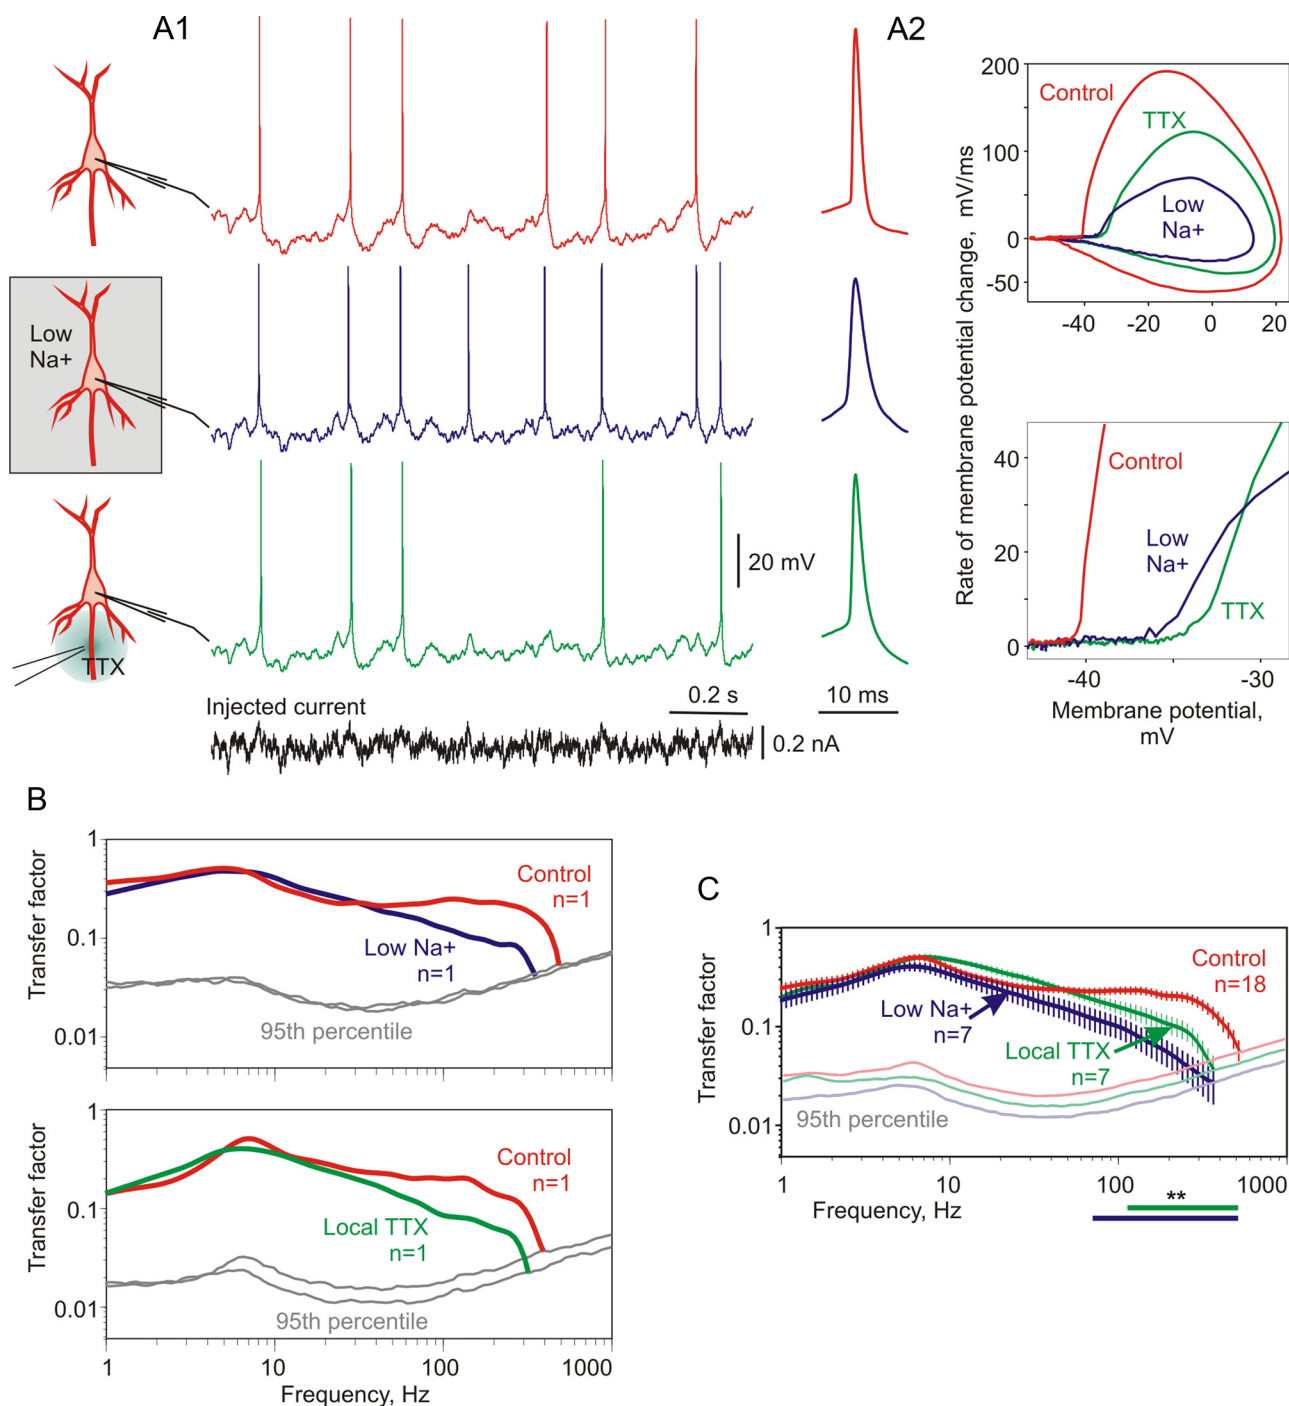 A1
A2
Low
Na+
TTX
20 mV
0.2 s
10 ms
Injected current
0.2 nA
Rate of membrane potential change, mV/ms
200
100
50
0
-50
Control
TTX
Low
Na+
-40
-20
0
20
40
20
0
Control
Low
Na+
TTX
-40
-30
Membrane potential,
mV
B
Transfer factor
1
0.1
0.01
Control
n=1
Low Na+
n=1
95th percentile
Transfer factor
1
0.1
0.01
Control
n=1
Local TTX
n=1
95th percentile
1
10
100
1000
Frequency, Hz
C
Transfer factor
1
0.1
0.01
Control
n=18
Low Na+
n=7
Local TTX
n=7
95th percentile
1
10
100
1000
Frequency, Hz
**